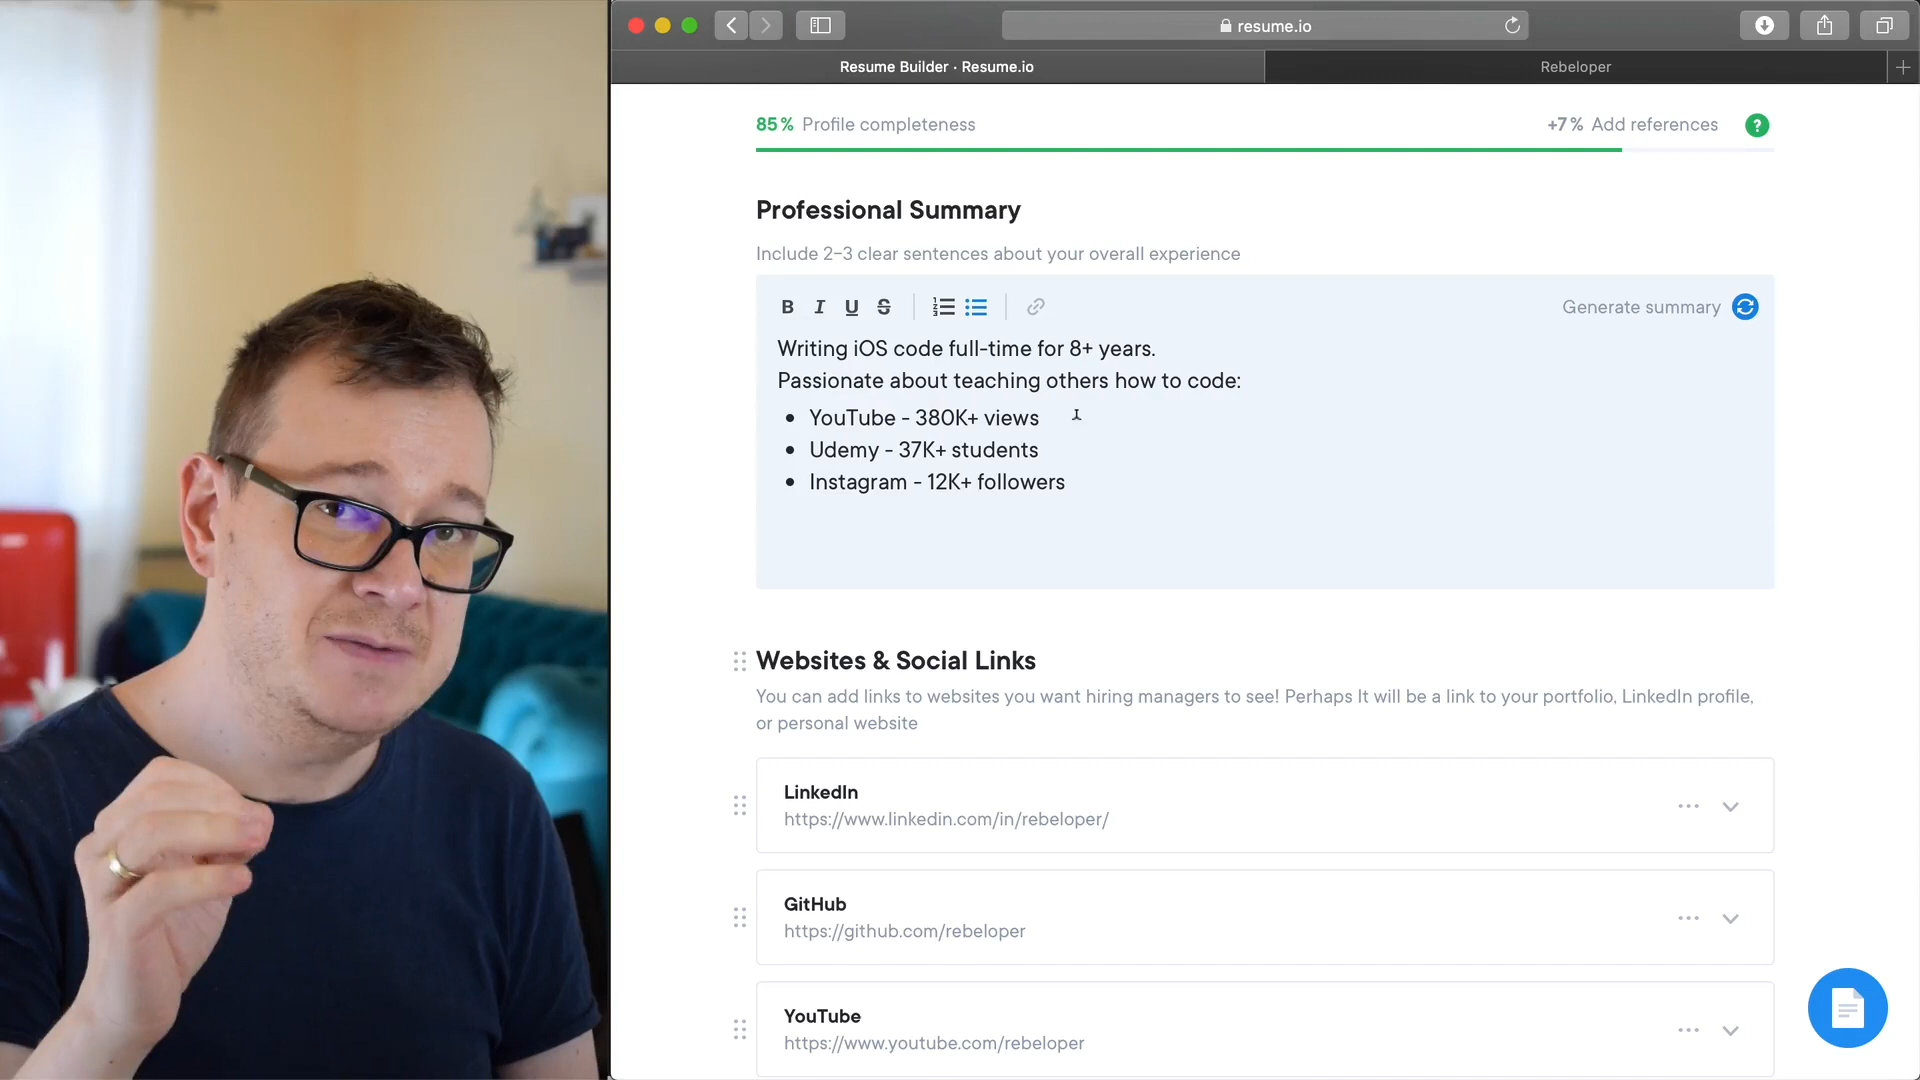 resume.io
Resume Builder · Resume.io
Rebeloper
85% Profile completeness
+7% Add references
?
Professional Summary
Include 2-3 clear sentences about your overall experience
B I U S
Generate summary
Writing iOS code full-time for 8+ years.
Passionate about teaching others how to code:
• YouTube - 380K+ views
• Udemy - 37K+ students
• Instagram - 12K+ followers
Websites & Social Links
You can add links to websites you want hiring managers to see! Perhaps It will be a link to your portfolio, LinkedIn profile,
or personal website
LinkedIn
https://www.linkedin.com/in/rebeloper/
GitHub
https://github.com/rebeloper
YouTube
https://www.youtube.com/rebeloper